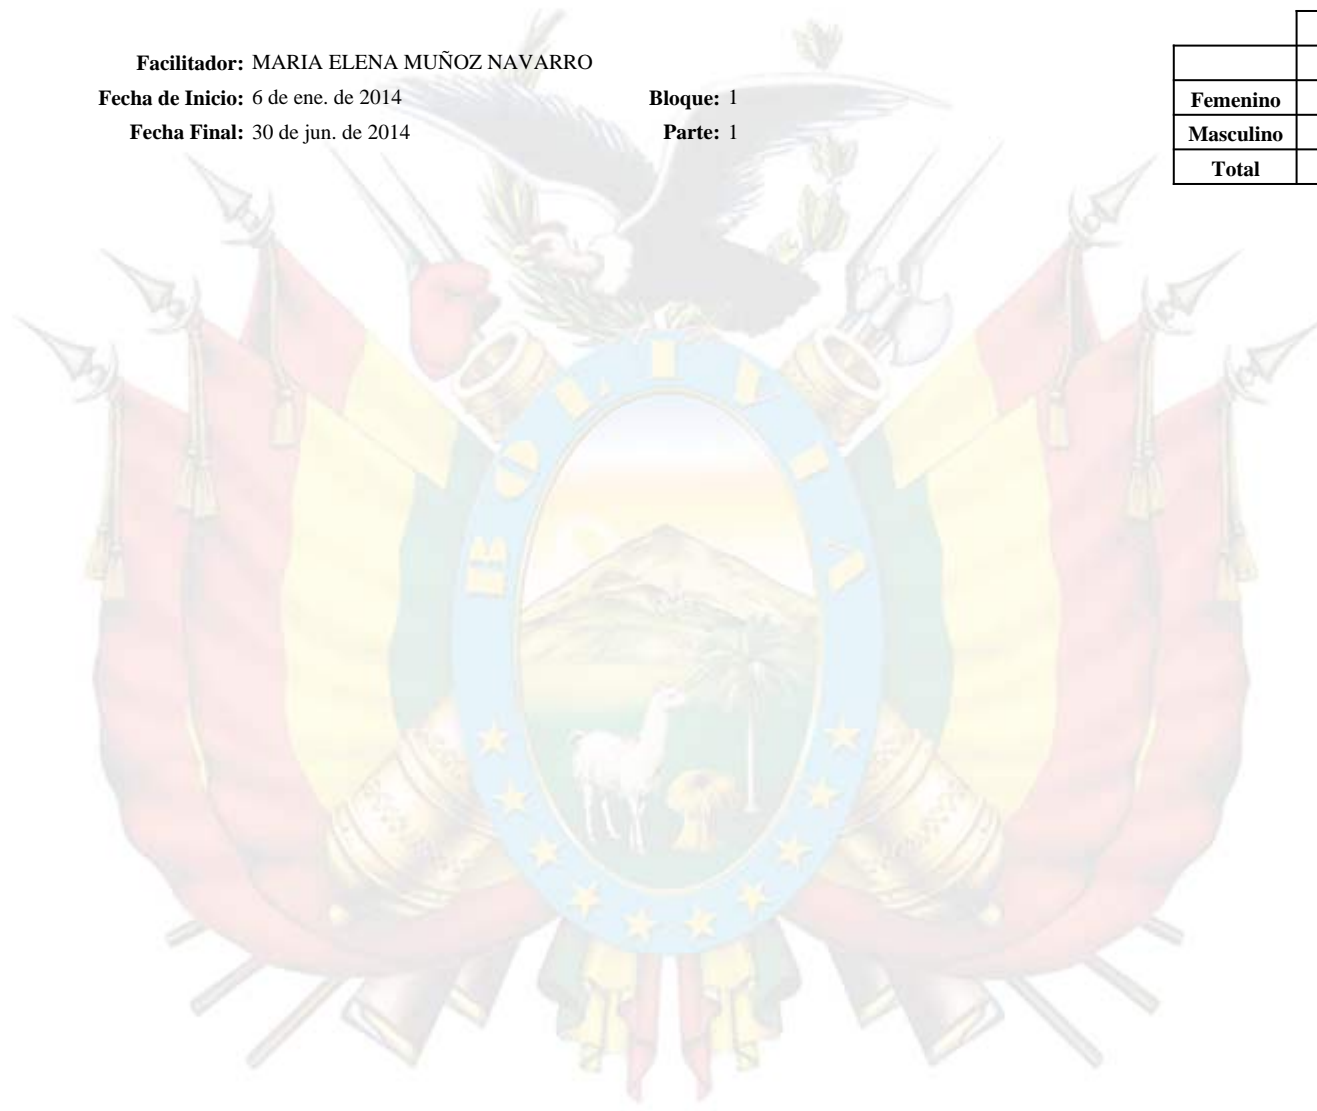 Facilitador: MARIA ELENA MUÑOZ NAVARRO
Fecha de Inicio: 6 de ene. de 2014 Bloque: 1
Fecha Final: 30 de jun. de 2014 Parte: 1
Femenino
Masculino
Total
BOLIVIA